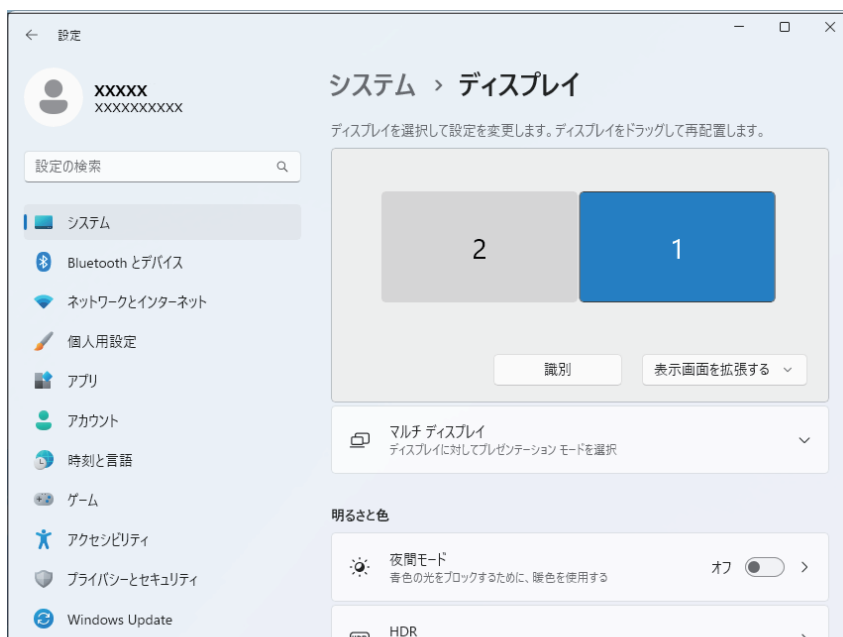 設定
XXXXX
XXXXXXXXXX
設定の検索
システム
Bluetooth とデバイス
ネットワークとインターネット
個人用設定
アプリ
アカウント
時刻と言語
ゲーム
アクセシビリティ
プライバシーとセキュリティ
Windows Update
システム › ディスプレイ
ディスプレイを選択して設定を変更します。ディスプレイをドラッグして再配置します。
2
1
識別
表示画面を拡張する
マルチ ディスプレイ
ディスプレイに対してプレゼンテーション モードを選択
明るさと色
夜間モード
青色の光をブロックするために、暖色を使用する
オフ
HDR